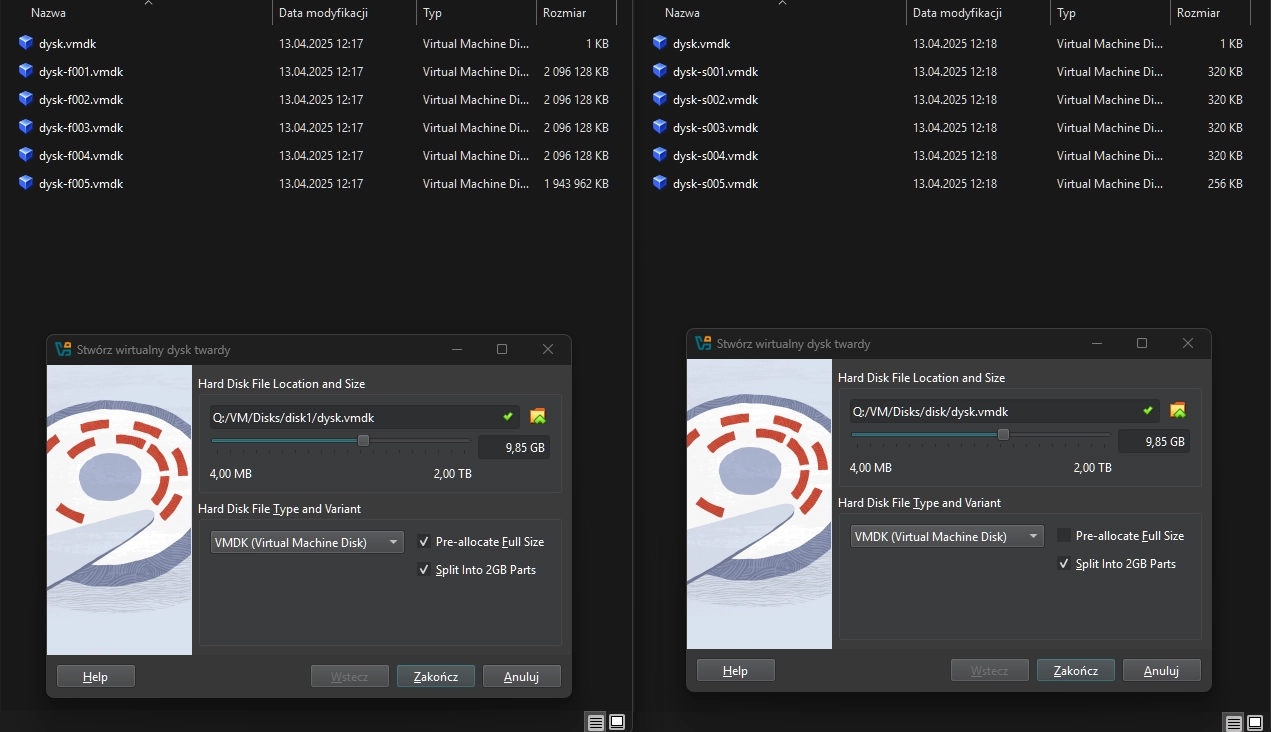 Nazwa Data modyfikacji Typ Rozmiar
dysk.vmdk 13.04.2025 12:17 Virtual Machine Di... 1 KB
dysk-f001.vmdk 13.04.2025 12:17 Virtual Machine Di... 2 096 128 KB
dysk-f002.vmdk 13.04.2025 12:17 Virtual Machine Di... 2 096 128 KB
dysk-f003.vmdk 13.04.2025 12:17 Virtual Machine Di... 2 096 128 KB
dysk-f004.vmdk 13.04.2025 12:17 Virtual Machine Di... 2 096 128 KB
dysk-f005.vmdk 13.04.2025 12:17 Virtual Machine Di... 1 943 962 KB
Stwórz wirtualny dysk twardy
Hard Disk File Location and Size
Q:/VM/Disks/disk1/dysk.vmdk
9,85 GB
4,00 MB 2,00 TB
Hard Disk File Type and Variant
VMDK (Virtual Machine Disk) Pre-allocate Full Size
Split Into 2GB Parts
Help Wstecz Zakończ Anuluj
Nazwa Data modyfikacji Typ Rozmiar
dysk.vmdk 13.04.2025 12:18 Virtual Machine Di... 1 KB
dysk-s001.vmdk 13.04.2025 12:18 Virtual Machine Di... 320 KB
dysk-s002.vmdk 13.04.2025 12:18 Virtual Machine Di... 320 KB
dysk-s003.vmdk 13.04.2025 12:18 Virtual Machine Di... 320 KB
dysk-s004.vmdk 13.04.2025 12:18 Virtual Machine Di... 320 KB
dysk-s005.vmdk 13.04.2025 12:18 Virtual Machine Di... 256 KB
Stwórz wirtualny dysk twardy
Hard Disk File Location and Size
Q:/VM/Disks/disk/dysk.vmdk
9,85 GB
4,00 MB 2,00 TB
Hard Disk File Type and Variant
VMDK (Virtual Machine Disk) Pre-allocate Full Size
Split Into 2GB Parts
Help Wstecz Zakończ Anuluj